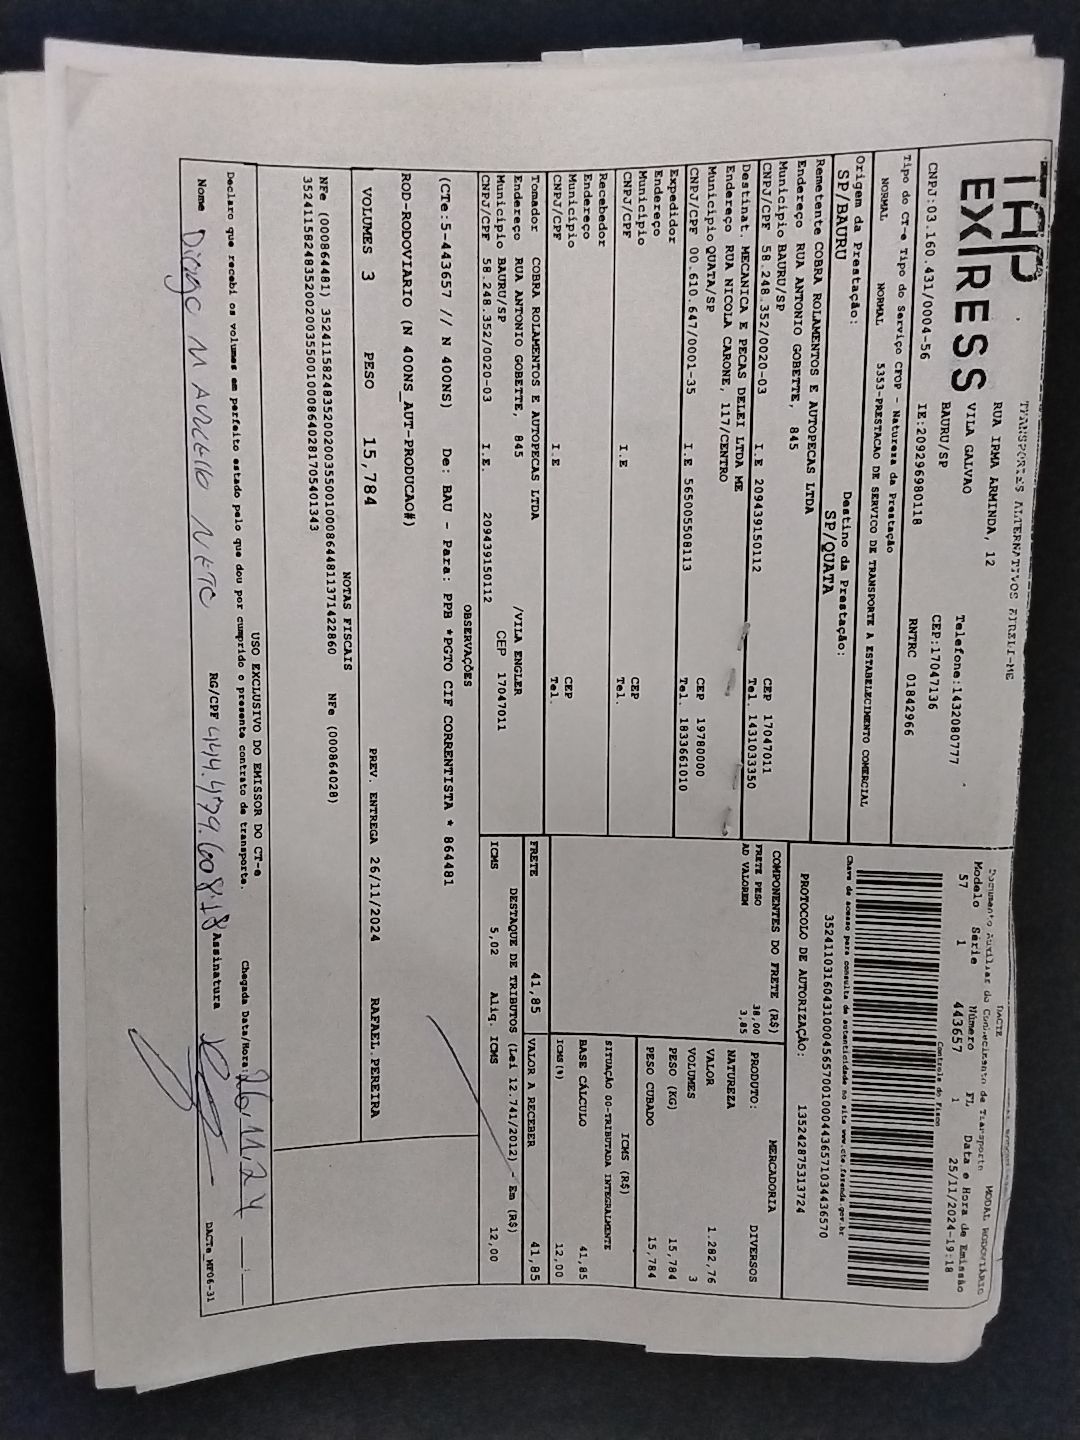 TAP
EXPRESS
TRANSPORTES ALTERNATIVOS EIRELI-ME
RUA IRMA ARMINDA, 12
VILA GALVAO
BAURU/SP
Telefone:1432080777
CEP:17047136
CNPJ:03.160.431/0004-56
IE:209296980118
RNTRC 01842966
DACTE
Documento Auxiliar do Conhecimento de Transporte
MODAL RODOVIÁRIO
Modelo Série Número FL Data e Hora de Emissão
57 1 443657 1 25/11/2024-19:18
Controle do Fisco
Chave de acesso para consulta de autenticidade no site www.cte.fazenda.gov.br
35241103160431000456570010004436571034436570
PROTOCOLO DE AUTORIZAÇÃO: 135242875313724
Tipo do CT-e Tipo do Serviço CFOP - Natureza da Prestação
NORMAL NORMAL 5353-PRESTACAO DE SERVICO DE TRANSPORTE A ESTABELECIMENTO COMERCIAL
Origem da Prestação: Destino da Prestação:
SP/BAURU SP/QUATA
Remetente COBRA ROLAMENTOS E AUTOPECAS LTDA
Endereço RUA ANTONIO GOBETTE, 845
Município BAURU/SP CEP 17047011
CNPJ/CPF 58.248.352/0020-03 I.E 209439150112 Tel. 1431033350
Destinat. MECANICA E PECAS DELEI LTDA ME
Endereço RUA NICOLA CARONE, 117/CENTRO
Município QUATA/SP CEP 19780000
CNPJ/CPF 00.610.647/0001-35 I.E 565005508113 Tel. 1833661010
Expedidor
Endereço
Município CEP
CNPJ/CPF I.E Tel.
Recebedor
Endereço
Município CEP
CNPJ/CPF I.E Tel.
Tomador COBRA ROLAMENTOS E AUTOPECAS LTDA
Endereço RUA ANTONIO GOBETTE, 845 /VILA ENGLER
Município BAURU/SP CEP 17047011
CNPJ/CPF 58.248.352/0020-03 I.E. 209439150112
COMPONENTES DO FRETE (R$)
FRETE PESO 38,00
AD VALOREM 3,85
MERCADORIA
PRODUTO: DIVERSOS
NATUREZA
VALOR 1.282,76
VOLUMES 3
PESO (KG) 15,784
PESO CUBADO 15,784
ICMS (R$)
SITUAÇÃO 00-TRIBUTADA INTEGRALMENTE
BASE CÁLCULO 41,85
ICMS(%) 12,00
FRETE 41,85 VALOR A RECEBER 41,85
DESTAQUE DE TRIBUTOS (Lei 12.741/2012) - Em (R$)
ICMS 5,02 Aliq. ICMS 12,00
OBSERVAÇÕES
(CTe:5-443657 // N 400NS) De: BAU - Para: PPB *PGTO CIF CORRENTISTA * 864481
ROD-RODOVIARIO (N 400NS_AUT-PRODUCAO#)
VOLUMES 3 PESO 15,784 PREV. ENTREGA 26/11/2024 RAFAEL.PEREIRA
NOTAS FISCAIS
NFe (000864481) 35241158248352002003550010008644811371422860 NFe (000864028)
35241158248352002003550010008640281705401343
USO EXCLUSIVO DO EMISSOR DO CT-e
Declaro que recebi os volumes em perfeito estado pelo que dou por cumprido o presente contrato de transporte.
Chegada Data/Hora: 26.11.24
Nome RG/CPF 444.479.608.18 Assinatura
DACTe_MF06-31